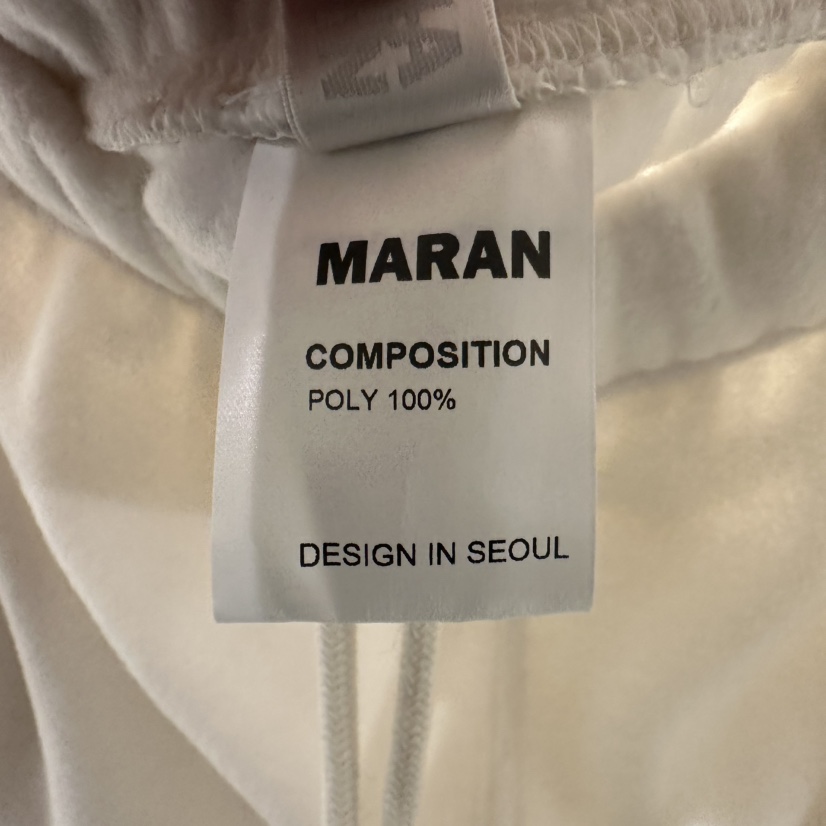 MARAN
COMPOSITION
POLY 100%
DESIGN IN SEOUL